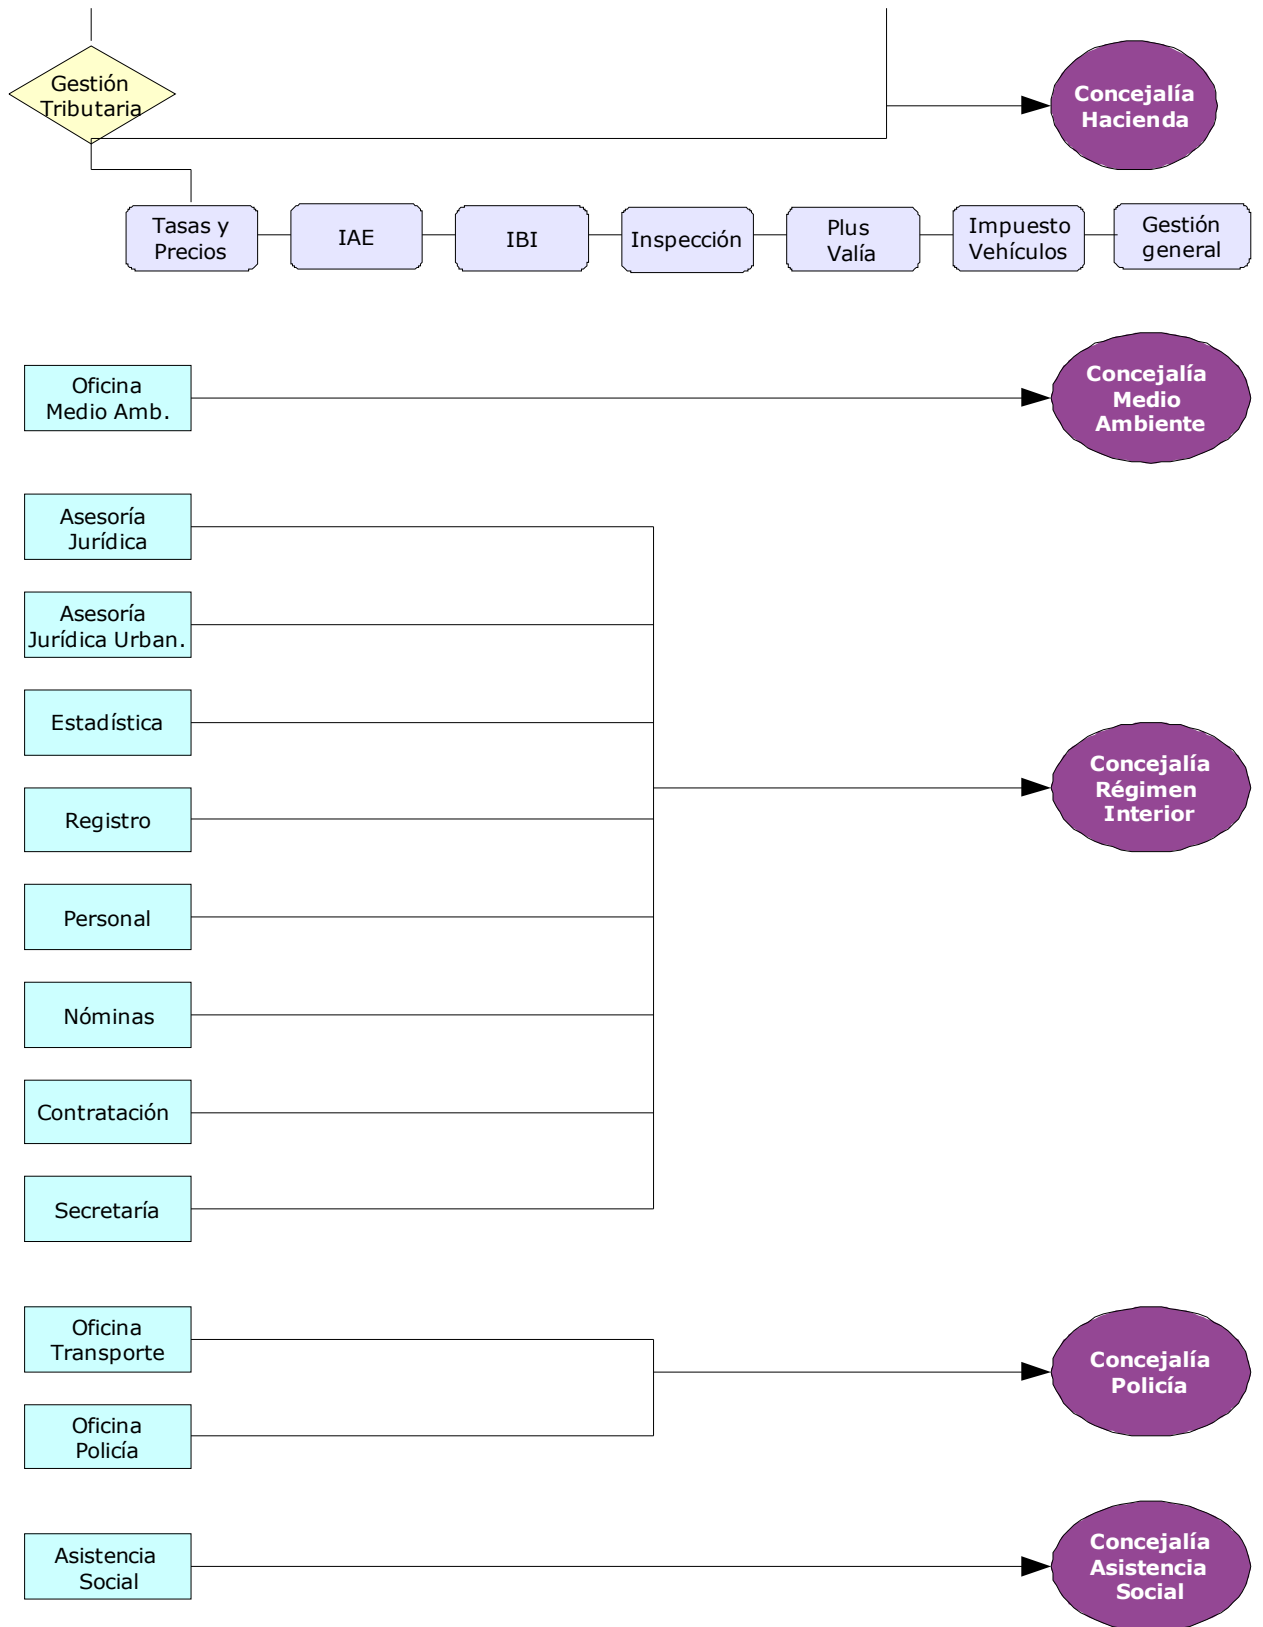 Gestión
Tributaria
Concejalía
Hacienda
Tasas y
Precios
IAE
IBI
Inspección
Plus
Valía
Impuesto
Vehículos
Gestión
general
Oficina
Medio Amb.
Concejalía
Medio
Ambiente
Asesoría
Jurídica
Asesoría
Jurídica Urban.
Estadística
Registro
Concejalía
Régimen
Interior
Personal
Nóminas
Contratación
Secretaría
Oficina
Transporte
Oficina
Policía
Concejalía
Policía
Asistencia
Social
Concejalía
Asistencia
Social